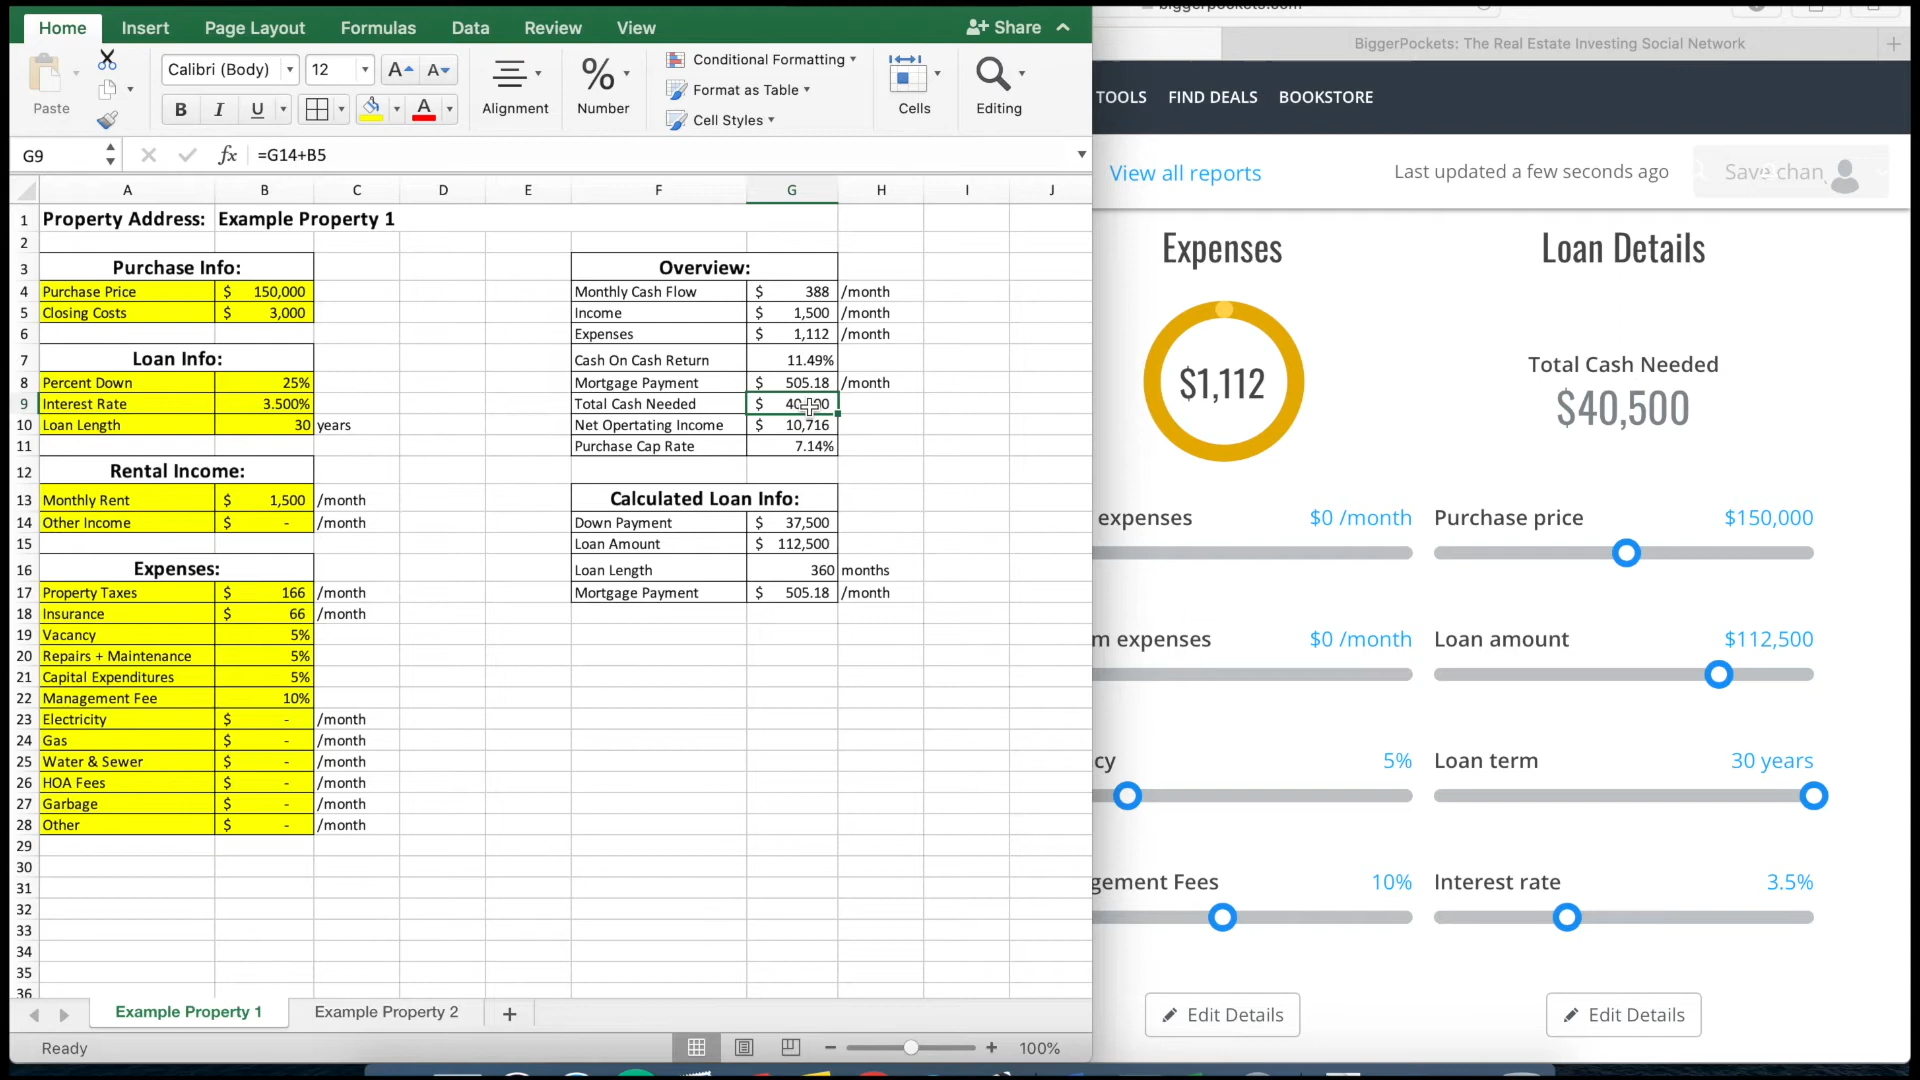 Home Insert Page Layout Formulas Data Review View Share
Paste
Calibri (Body) 12 A A
B I U A
Alignment
%
Number
Conditional Formatting
Format as Table
Cell Styles
Cells
Editing
G9 fx =G14+B5
A B C D E F G H I J
1 Property Address: Example Property 1
2
3 Purchase Info: Overview:
4 Purchase Price $ 150,000 Monthly Cash Flow $ 388 /month
5 Closing Costs $ 3,000 Income $ 1,500 /month
6 Expenses $ 1,112 /month
7 Loan Info: Cash On Cash Return 11.49%
8 Percent Down 25% Mortgage Payment $ 505.18 /month
9 Interest Rate 3.500% Total Cash Needed $
10 Loan Length 30 years Net Opertating Income $ 10,716
11 Purchase Cap Rate 7.14%
12 Rental Income: Calculated Loan Info:
13 Monthly Rent $ 1,500 /month
14 Other Income $ - /month Down Payment $ 37,500
15 Loan Amount $ 112,500
16 Expenses: Loan Length 360 months
17 Property Taxes $ 166 /month Mortgage Payment $ 505.18 /month
18 Insurance $ 66 /month
19 Vacancy 5%
20 Repairs + Maintenance 5%
21 Capital Expenditures 5%
22 Management Fee 10%
23 Electricity $ - /month
24 Gas $ - /month
25 Water & Sewer $ - /month
26 HOA Fees $ - /month
27 Garbage $ - /month
28 Other $ - /month
29
30
31
32
33
34
35
36
Example Property 1 Example Property 2 +
Ready 100%
BiggerPockets: The Real Estate Investing Social Network
TOOLS FIND DEALS BOOKSTORE
View all reports Last updated a few seconds ago Save chan
Expenses
$1,112
expenses $0 /month
m expenses $0 /month
cy 5%
gement Fees 10%
Edit Details
Loan Details
Total Cash Needed
$40,500
Purchase price $150,000
Loan amount $112,500
Loan term 30 years
Interest rate 3.5%
Edit Details